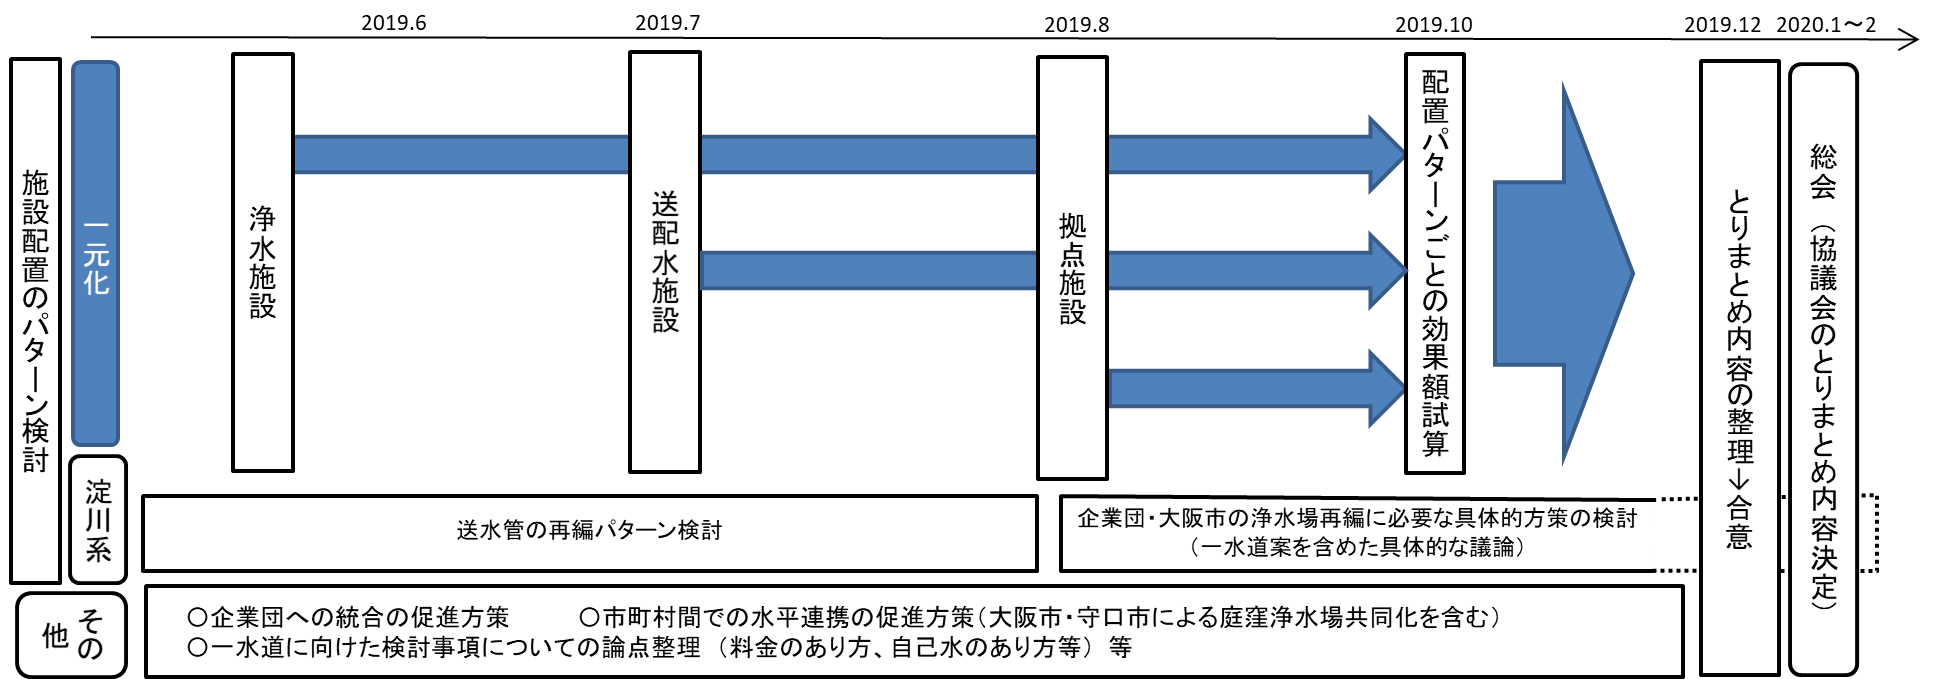 2019.6
2019.7
2019.8
2019.10
2019.12
2020.1～2
施設配置のパターン検討
一元化
浄水施設
送配水施設
拠点施設
配置パターンごとの効果額試算
とりまとめ内容の整理→合意
総会（協議会のとりまとめ内容決定）
淀川系
送水管の再編パターン検討
企業団・大阪市の浄水場再編に必要な具体的方策の検討
（一水道案を含めた具体的な議論）
その
他
○企業団への統合の促進方策　○市町村間での水平連携の促進方策（大阪市・守口市による庭窪浄水場共同化を含む）
○一水道に向けた検討事項についての論点整理 （料金のあり方、自己水のあり方等） 等